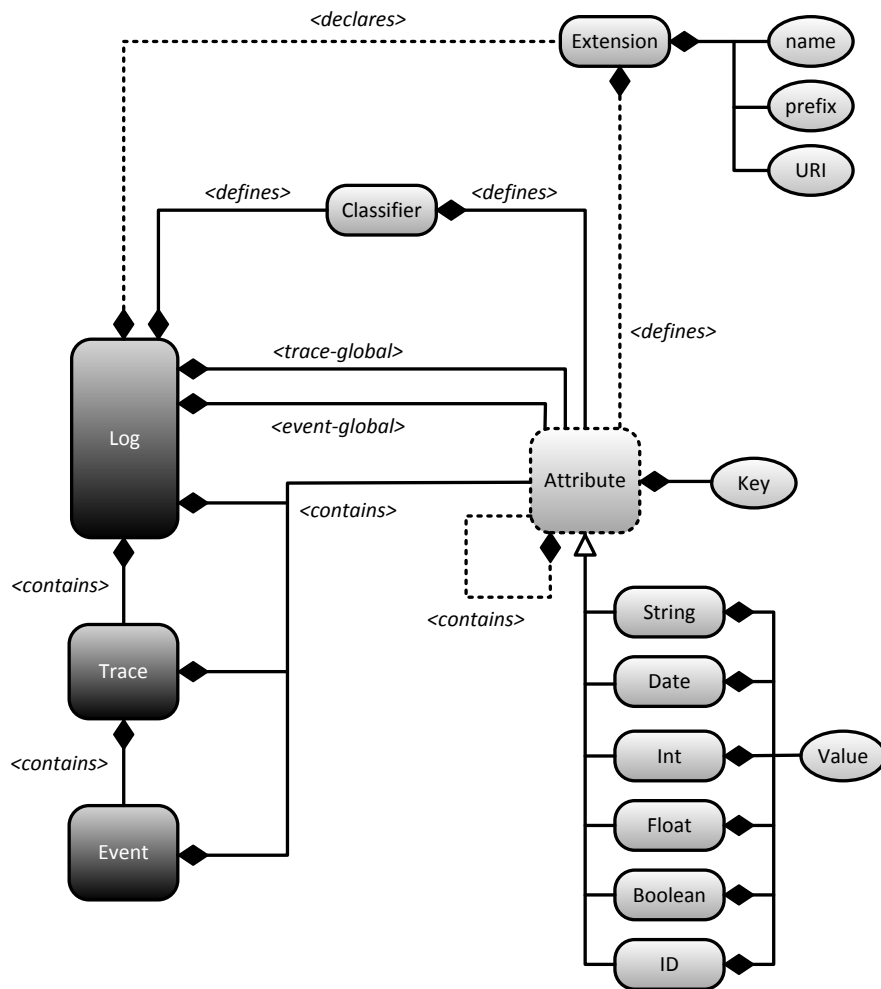 <declares>
Extension
name
prefix
URI
<defines>
Classifier
<defines>
<defines>
<trace-global>
<event-global>
Log
Attribute
Key
<contains>
<contains>
<contains>
String
Trace
Date
<contains>
Int
Value
Float
Event
Boolean
ID